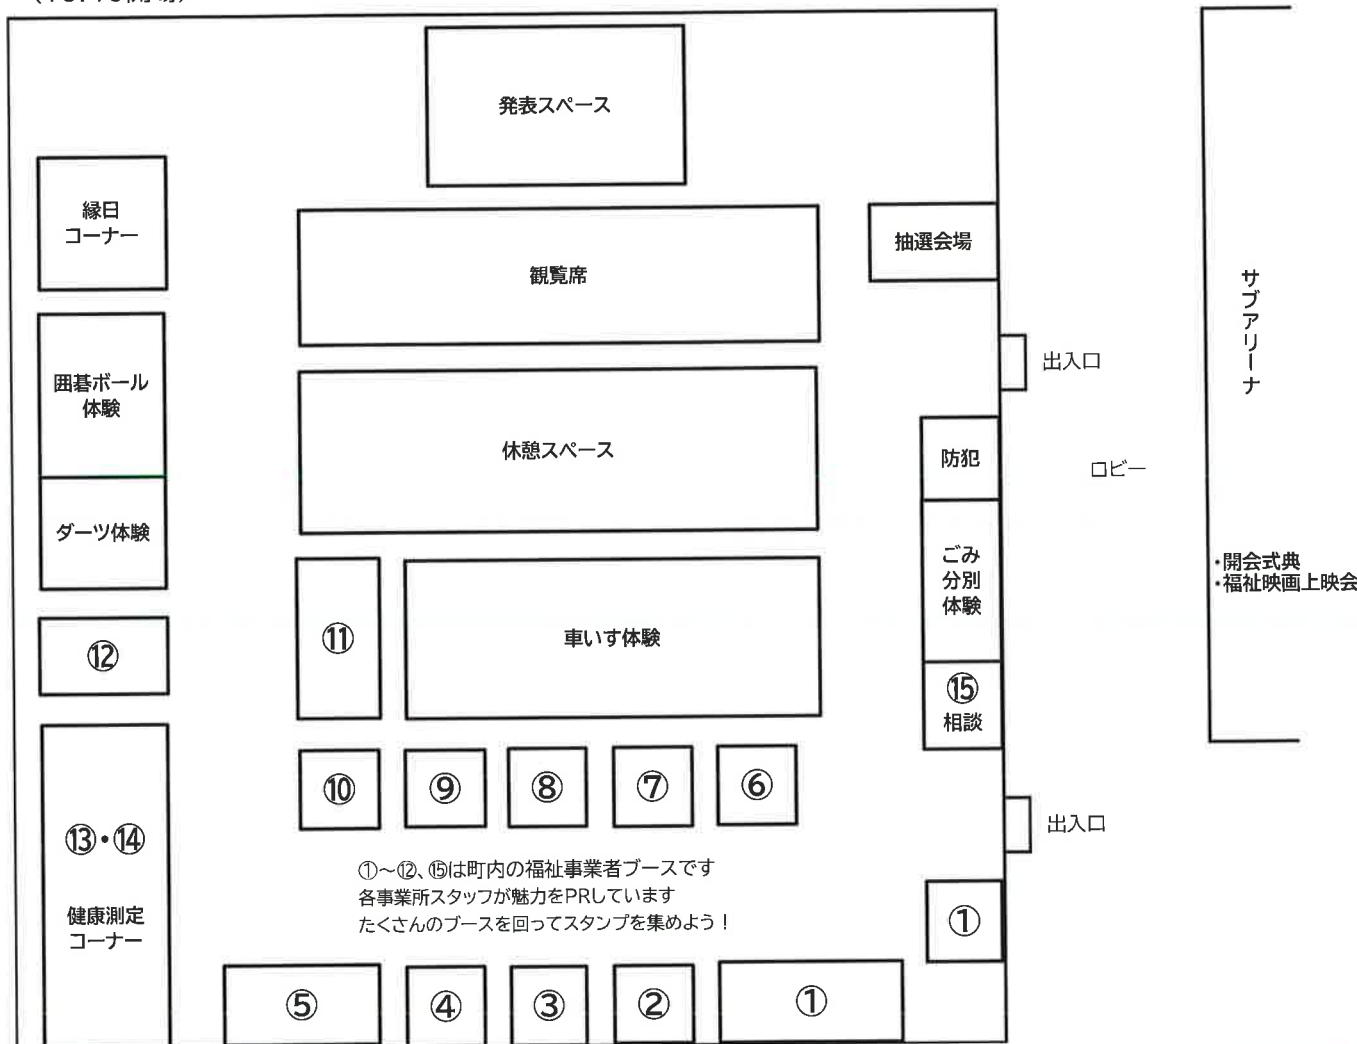 発表スペース
縁日
コーナー
抽選会場
観覧席
サブアリーナ
出入口
囲碁ボール
体験
休憩スペース
防犯
ロビー
ダーツ体験
ごみ
分別
体験
・開会式典
・福祉映画上映会
⑪
車いす体験
⑫
⑮
相談
⑩
⑨
⑧
⑦
⑥
出入口
⑬・⑭
健康測定
コーナー
①～⑫、⑮は町内の福祉事業者ブースです
各事業所スタッフが魅力をPRしています
たくさんのブースを回ってスタンプを集めよう！
①
⑤
④
③
②
①